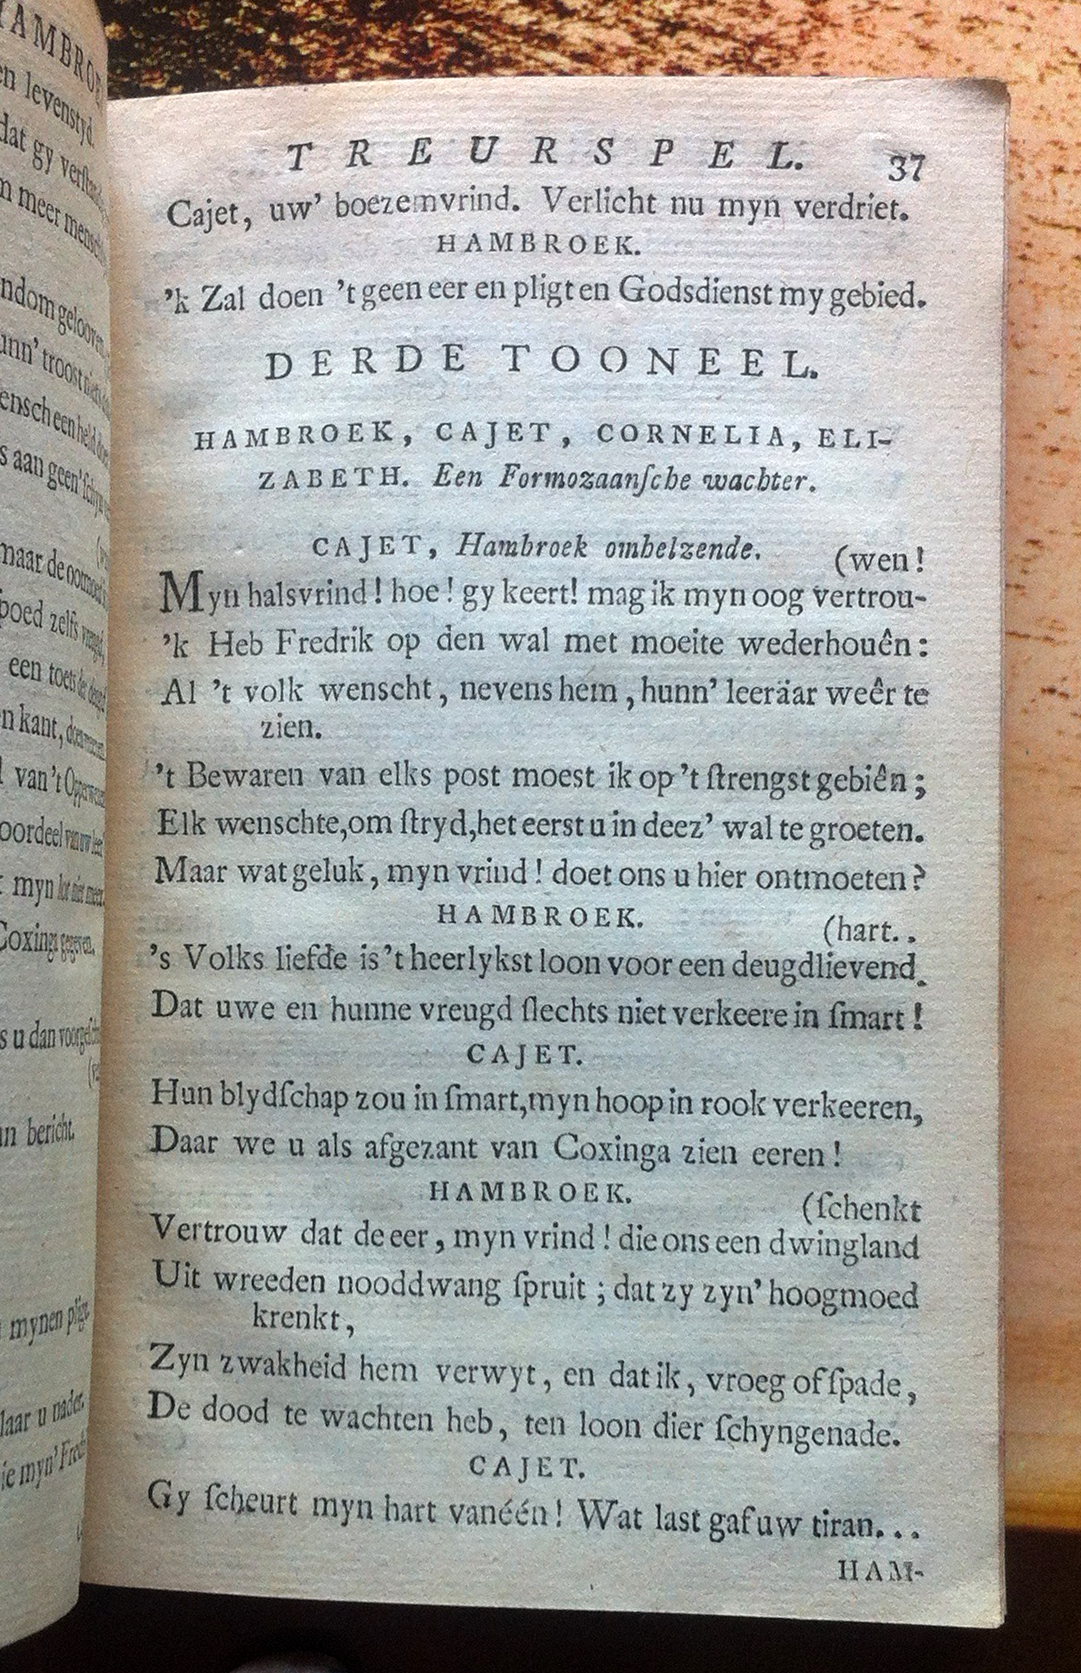 TREURSPEL. 37
Cajet, uw' boezemvrind. Verlicht nu myn verdriet.
HAMBROEK.
'k Zal doen 't geen eer en pligt en Godsdienst my gebied.
DERDE TOONEEL.
HAMBROEK, CAJET, CORNELIA, ELI-
ZABETH. Een Formozaanſche wachter.
CAJET, Hambroek omhelzende.
(wen!
Myn halsvrind! hoe! gy keert! mag ik myn oog vertrou-
'k Heb Fredrik op den wal met moeite wederhouên:
Al 't volk wenscht, nevens hem, hunn' leeräar weêr te
zien.
't Bewaren van elks post moest ik op 't ſtrengst gebiên;
Elk wenschte, om ſtryd, het eerst u in deez' wal te groeten.
Maar wat geluk, myn vrind! doet ons u hier ontmoeten?
HAMBROEK.
(hart..
's Volks liefde is 't heerlykst loon voor een deugdlievend
Dat uwe en hunne vreugd ſlechts niet verkeere in ſmart!
CAJET.
Hun blydſchap zou in ſmart, myn hoop in rook verkeeren,
Daar we u als afgezant van Coxinga zien eeren!
HAMBROEK.
(ſchenkt
Vertrouw dat de eer, myn vrind! die ons een dwingland
Uit wreeden nooddwang ſpruit; dat zy zyn' hoogmoed
krenkt,
Zyn zwakheid hem verwyt, en dat ik, vroeg of ſpade,
De dood te wachten heb, ten loon dier ſchyngenade.
CAJET.
Gy ſcheurt myn hart vanéén! Wat last gaf uw tiran...
HAM-